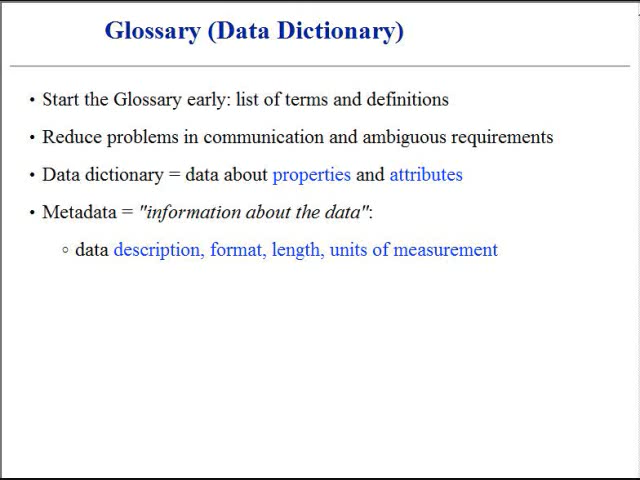 Glossary (Data Dictionary)
• Start the Glossary early: list of terms and definitions
• Reduce problems in communication and ambiguous requirements
• Data dictionary = data about properties and attributes
• Metadata = "information about the data":
○ data description, format, length, units of measurement